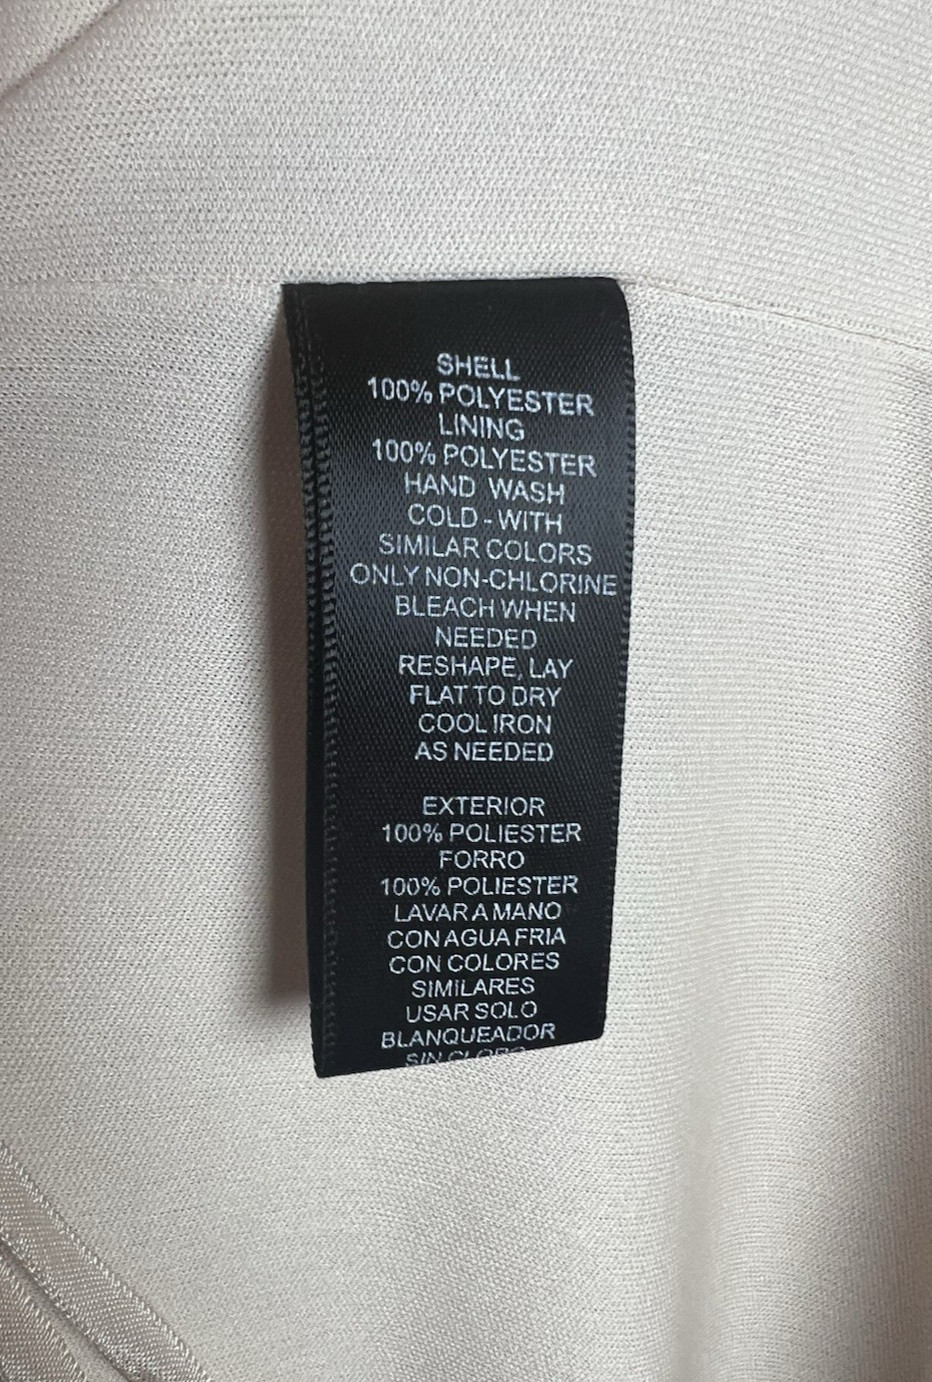 SHELL
100% POLYESTER
LINING
100% POLYESTER
HAND WASH
COLD - WITH
SIMILAR COLORS
ONLY NON-CHLORINE
BLEACH WHEN
NEEDED
RESHAPE, LAY
FLAT TO DRY
COOL IRON
AS NEEDED
EXTERIOR
100% POLIESTER
FORRO
100% POLIESTER
LAVAR A MANO
CON AGUA FRIA
CON COLORES
SIMILARES
USAR SOLO
BLANQUEADOR
SIN CLORO